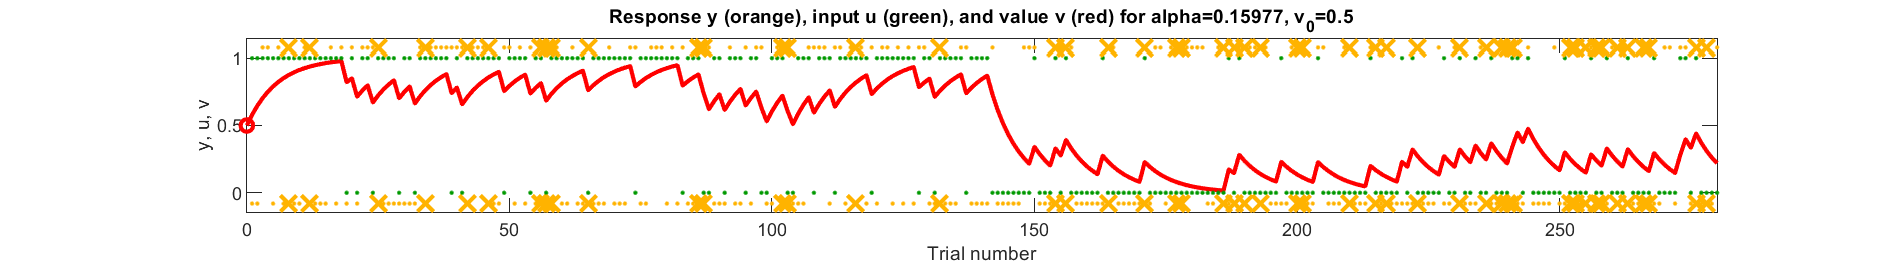 Response y (orange), input u (green), and value v (red) for alpha=0.15977, v0=0.5
y, u, v
1
0.5
0
0 50 100 150 200 250
Trial number